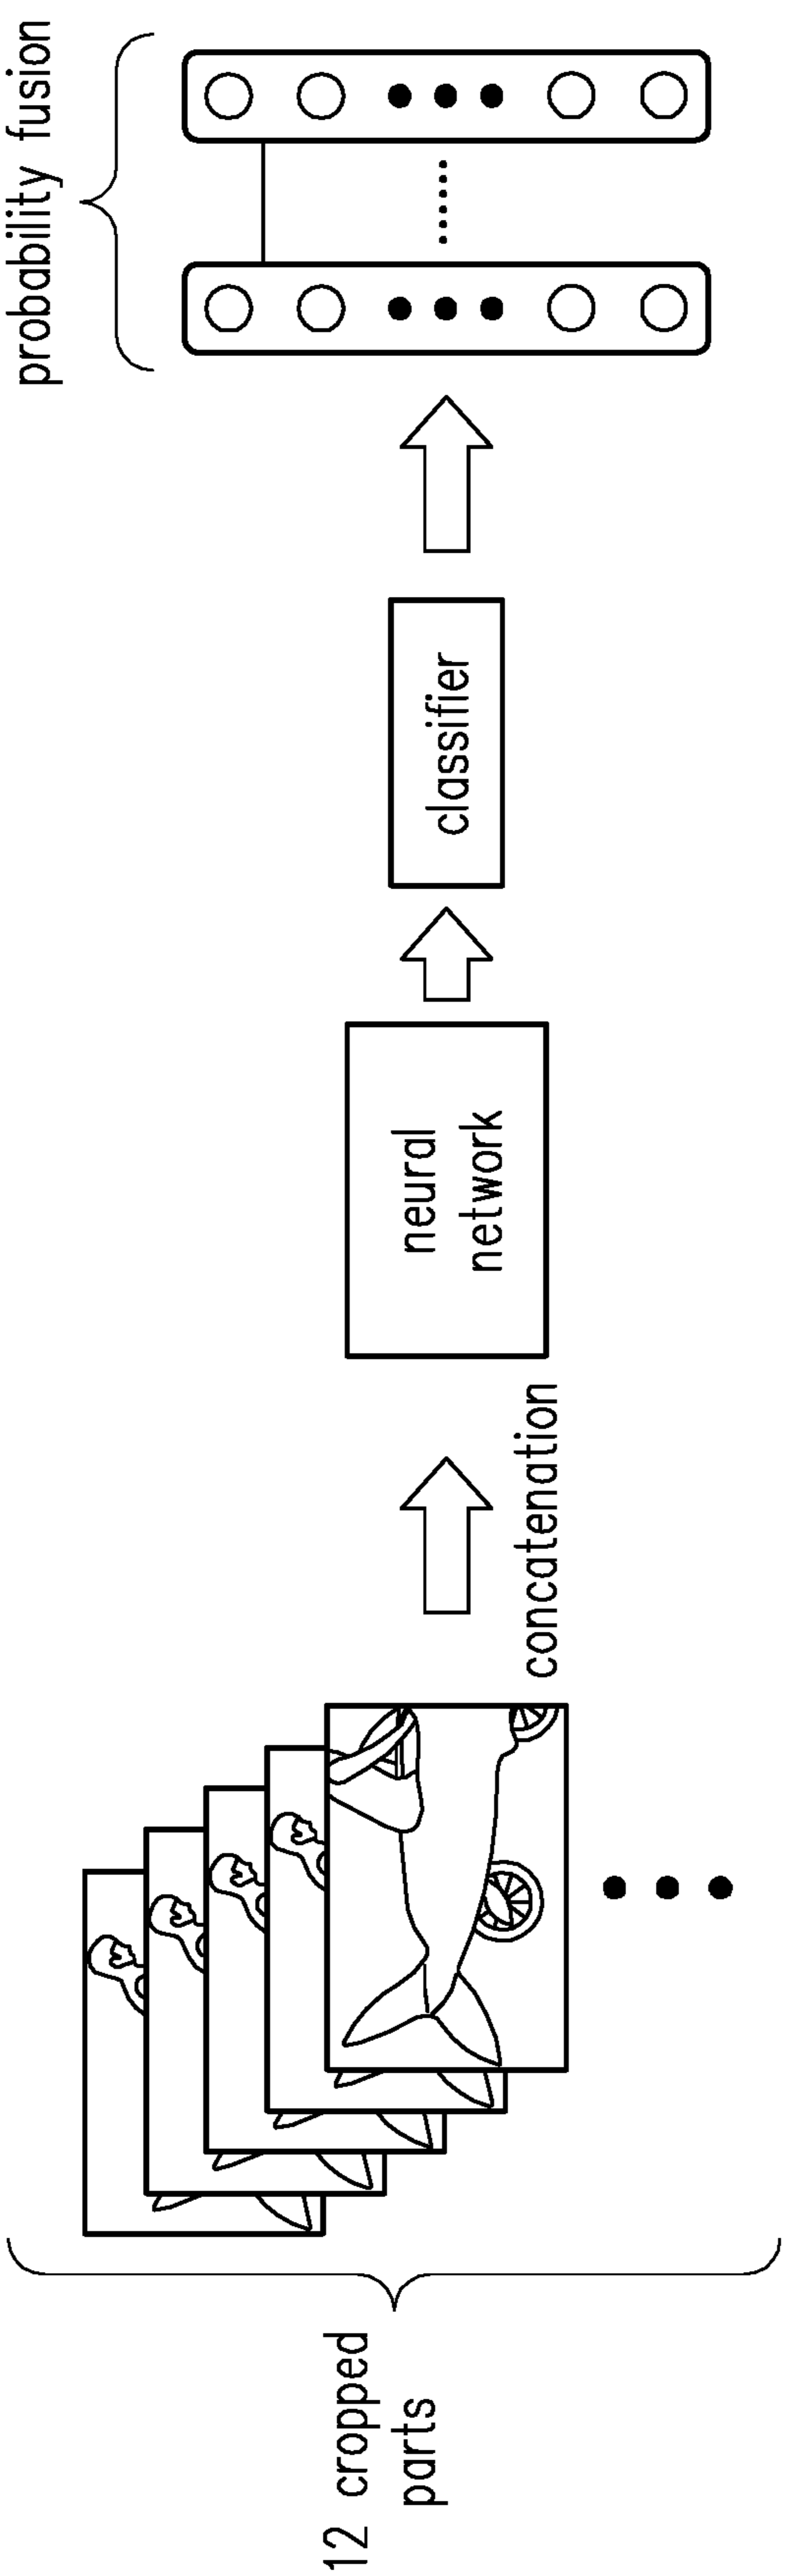 12 cropped
parts
concatenation
neural
network
classifier
probability fusion